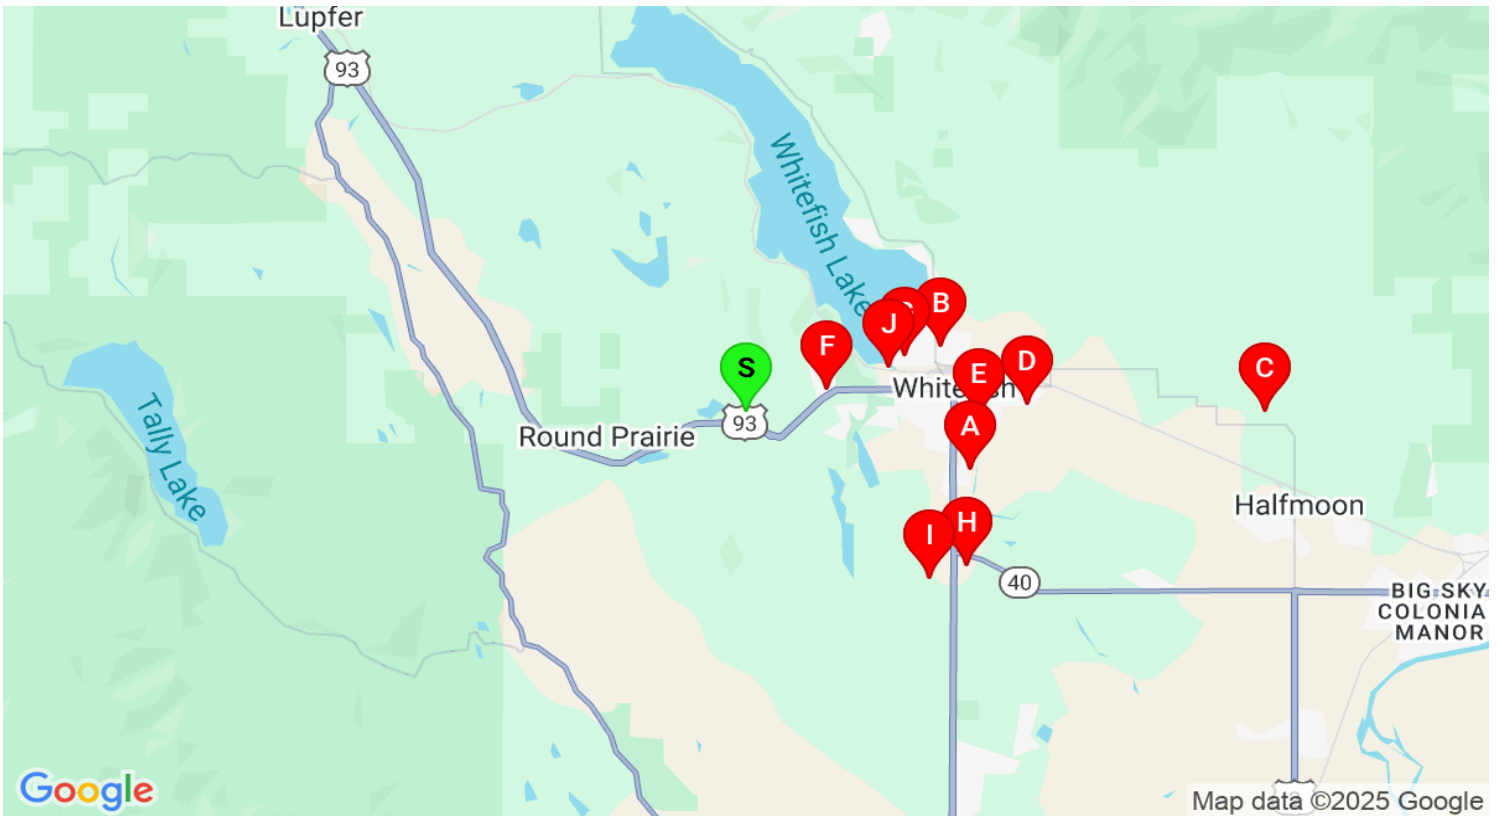 Lupfer
93
Whitefish Lake
B
J
F
D
S
E
C
Whitefish
A
93
Round Prairie
Tally Lake
Halfmoon
H
I
40
BIG SKY
COLONIA
MANOR
Google
Map data ©2025 Google